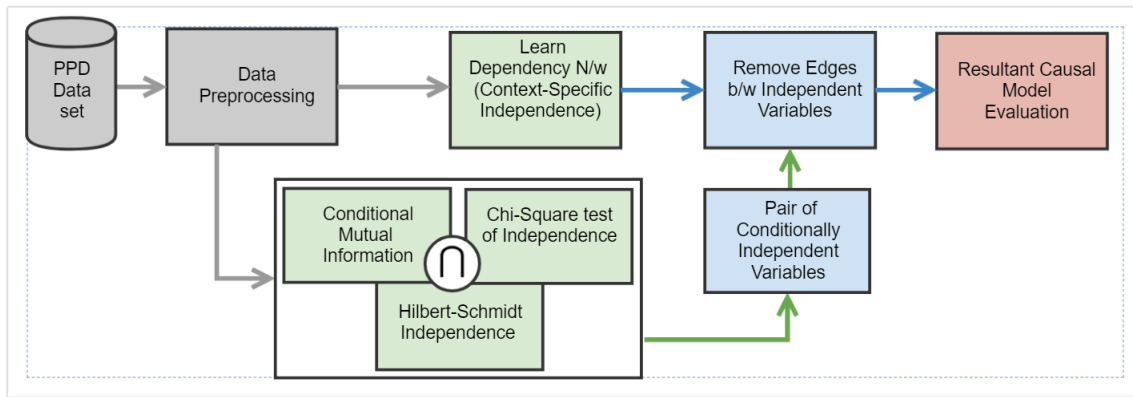 PPD
Data
set
Data
Preprocessing
Learn
Dependency N/w
(Context-Specific
Independence)
Remove Edges
b/w Independent
Variables
Resultant Causal
Model
Evaluation
Conditional
Mutual
Information
Chi-Square test
of Independence
∩
Hilbert-Schmidt
Independence
Pair of
Conditionally
Independent
Variables